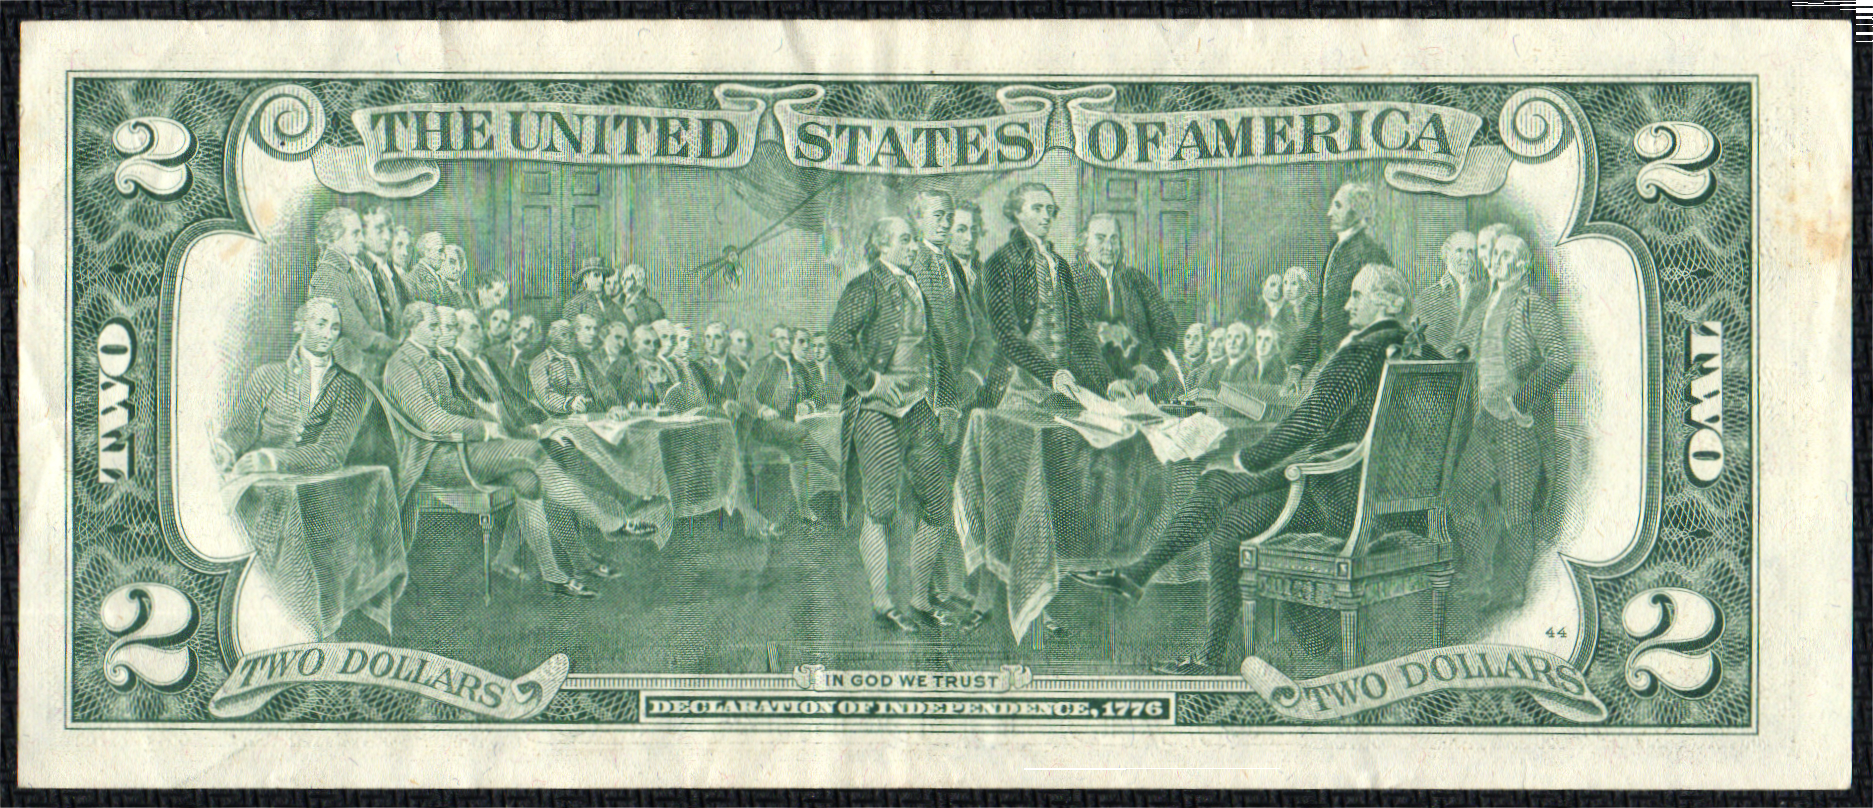 THE UNITED STATES OF AMERICA
2
2
TWO
TWO
2
2
44
TWO DOLLARS
IN GOD WE TRUST
TWO DOLLARS
DECLARATION OF INDEPENDENCE, 1776